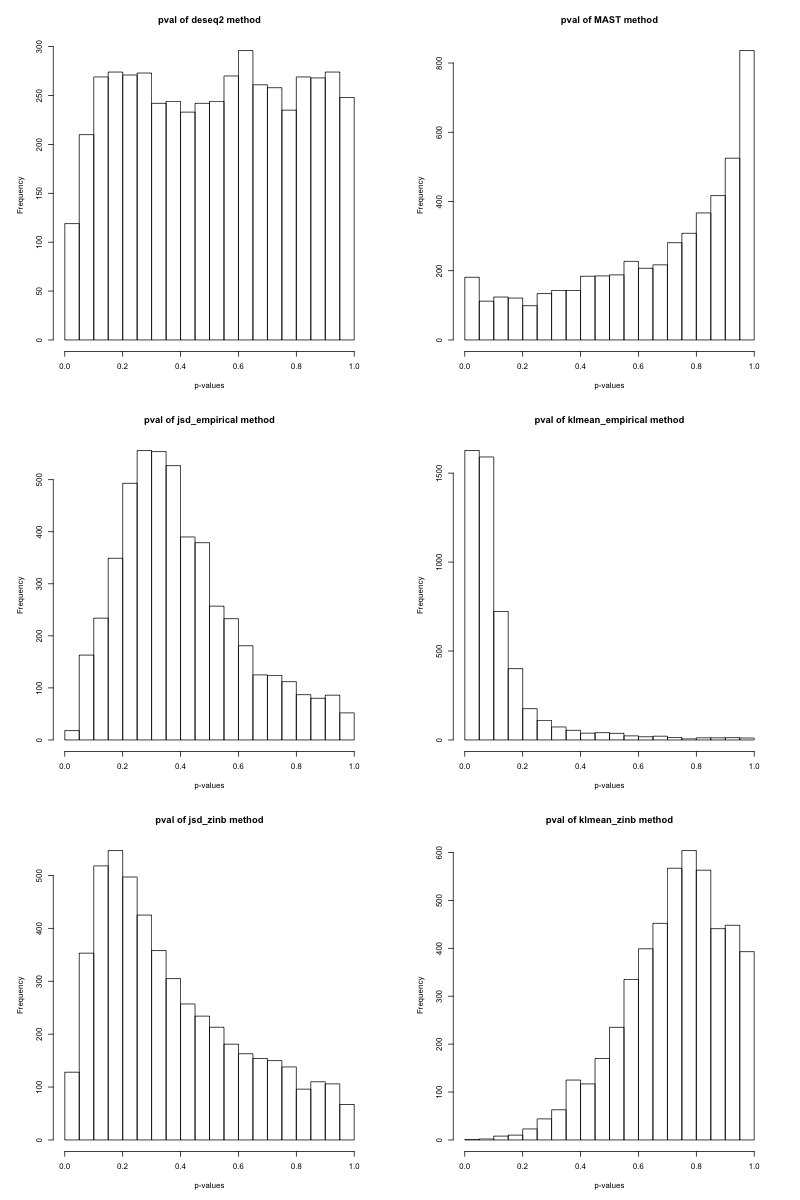 pval of deseq2 method
Frequency
300
250
200
150
100
50
0
0.0 0.2 0.4 0.6 0.8 1.0
p-values
pval of MAST method
Frequency
800
600
400
200
0
0.0 0.2 0.4 0.6 0.8 1.0
p-values
pval of jsd_empirical method
Frequency
500
400
300
200
100
0
0.0 0.2 0.4 0.6 0.8 1.0
p-values
pval of klmean_empirical method
Frequency
1500
1000
500
0
0.0 0.2 0.4 0.6 0.8 1.0
p-values
pval of jsd_zinb method
Frequency
500
400
300
200
100
0
0.0 0.2 0.4 0.6 0.8 1.0
p-values
pval of klmean_zinb method
Frequency
600
500
400
300
200
100
0
0.0 0.2 0.4 0.6 0.8 1.0
p-values